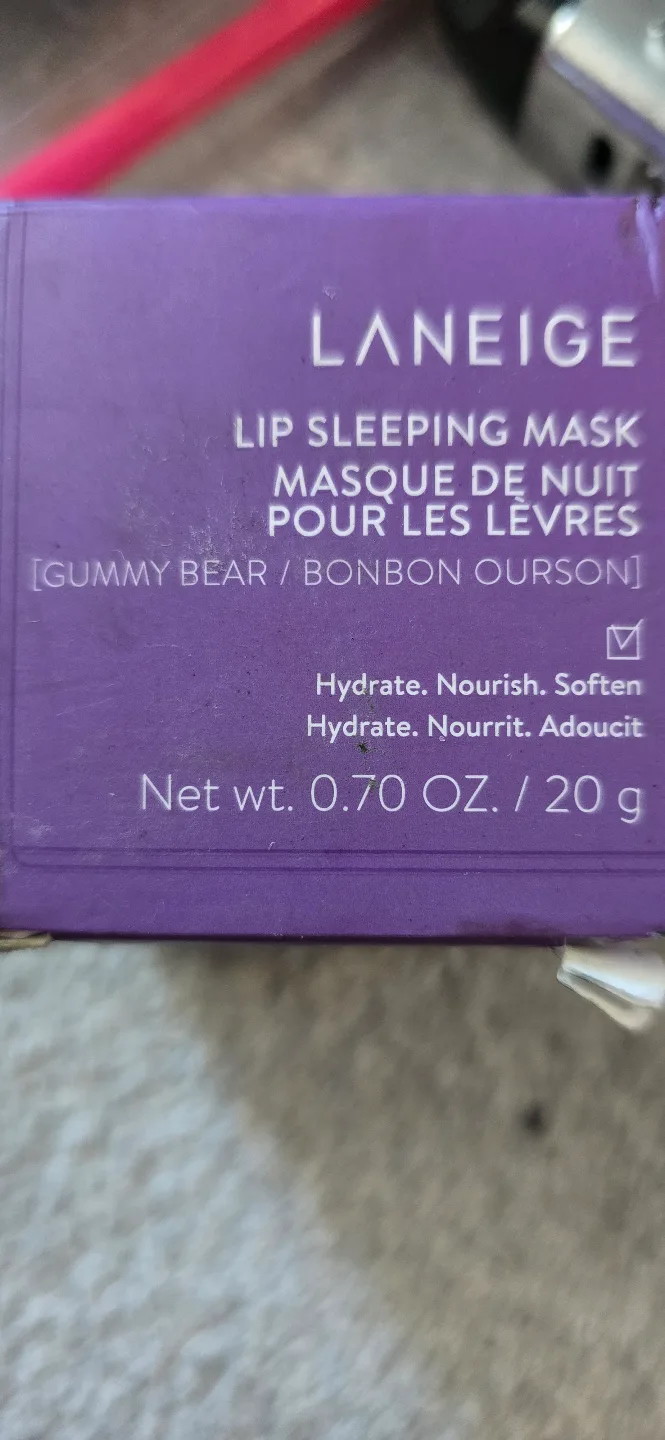 LANEIGE
LIP SLEEPING MASK
MASQUE DE NUIT
POUR LES LÈVRES
[GUMMY BEAR / BONBON OURSON]
Hydrate. Nourish. Soften
Hydrate. Nourrit. Adoucit
Net wt. 0.70 OZ. / 20 g